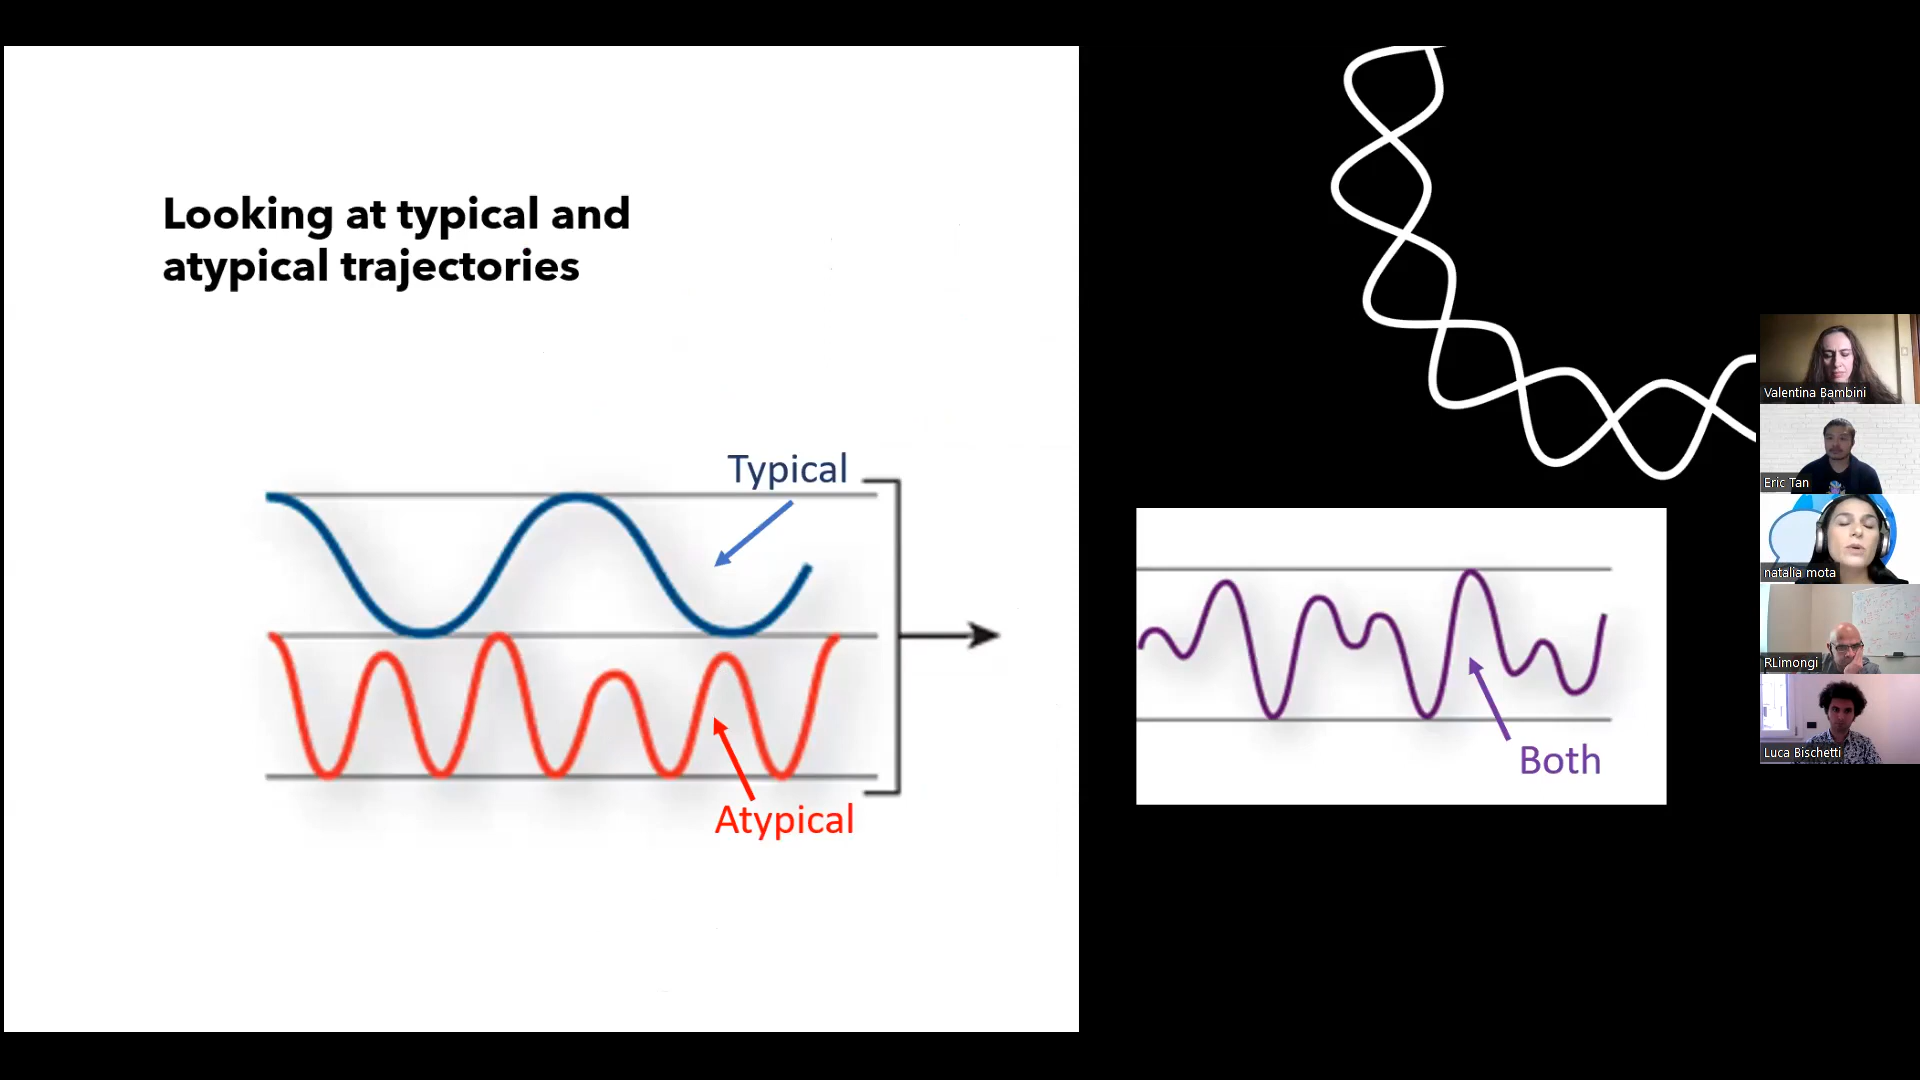 Looking at typical and
atypical trajectories
Typical
Atypical
Both
Valentina Bambini
Eric Tan
natalia mota
RLimongi
Luca Bischetti